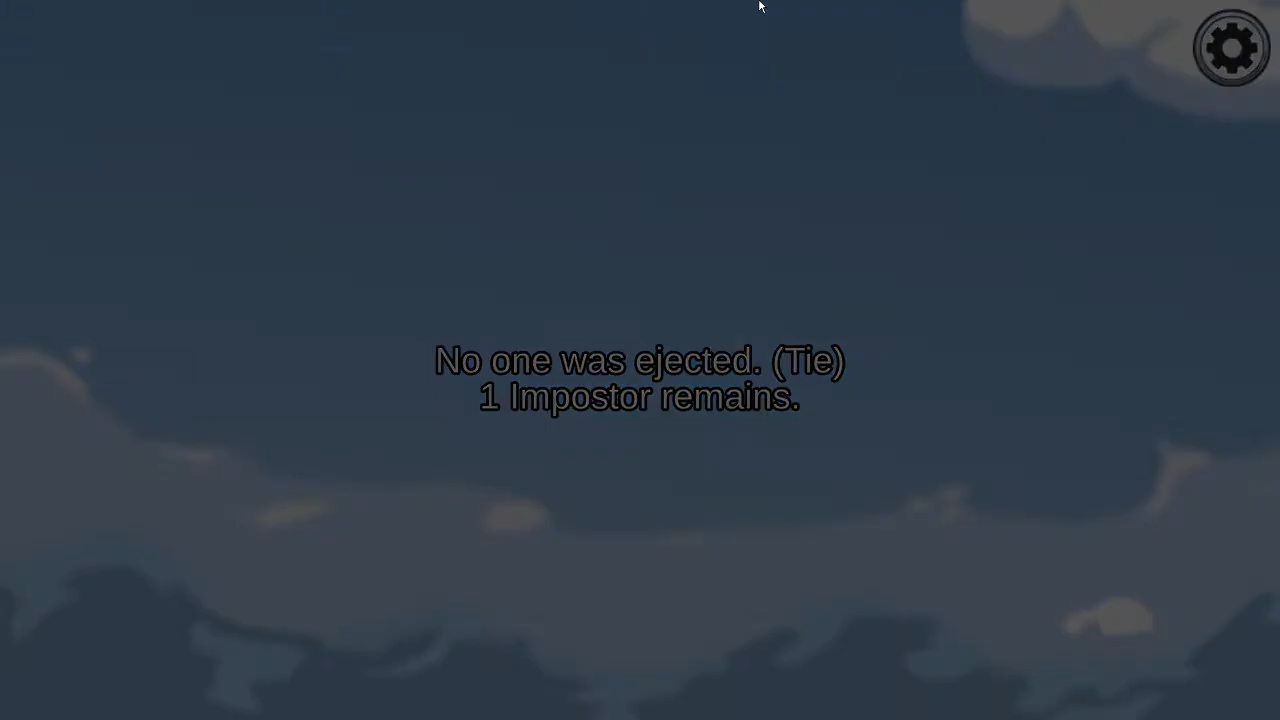 No one was ejected. (Tie)
1 Impostor remains.